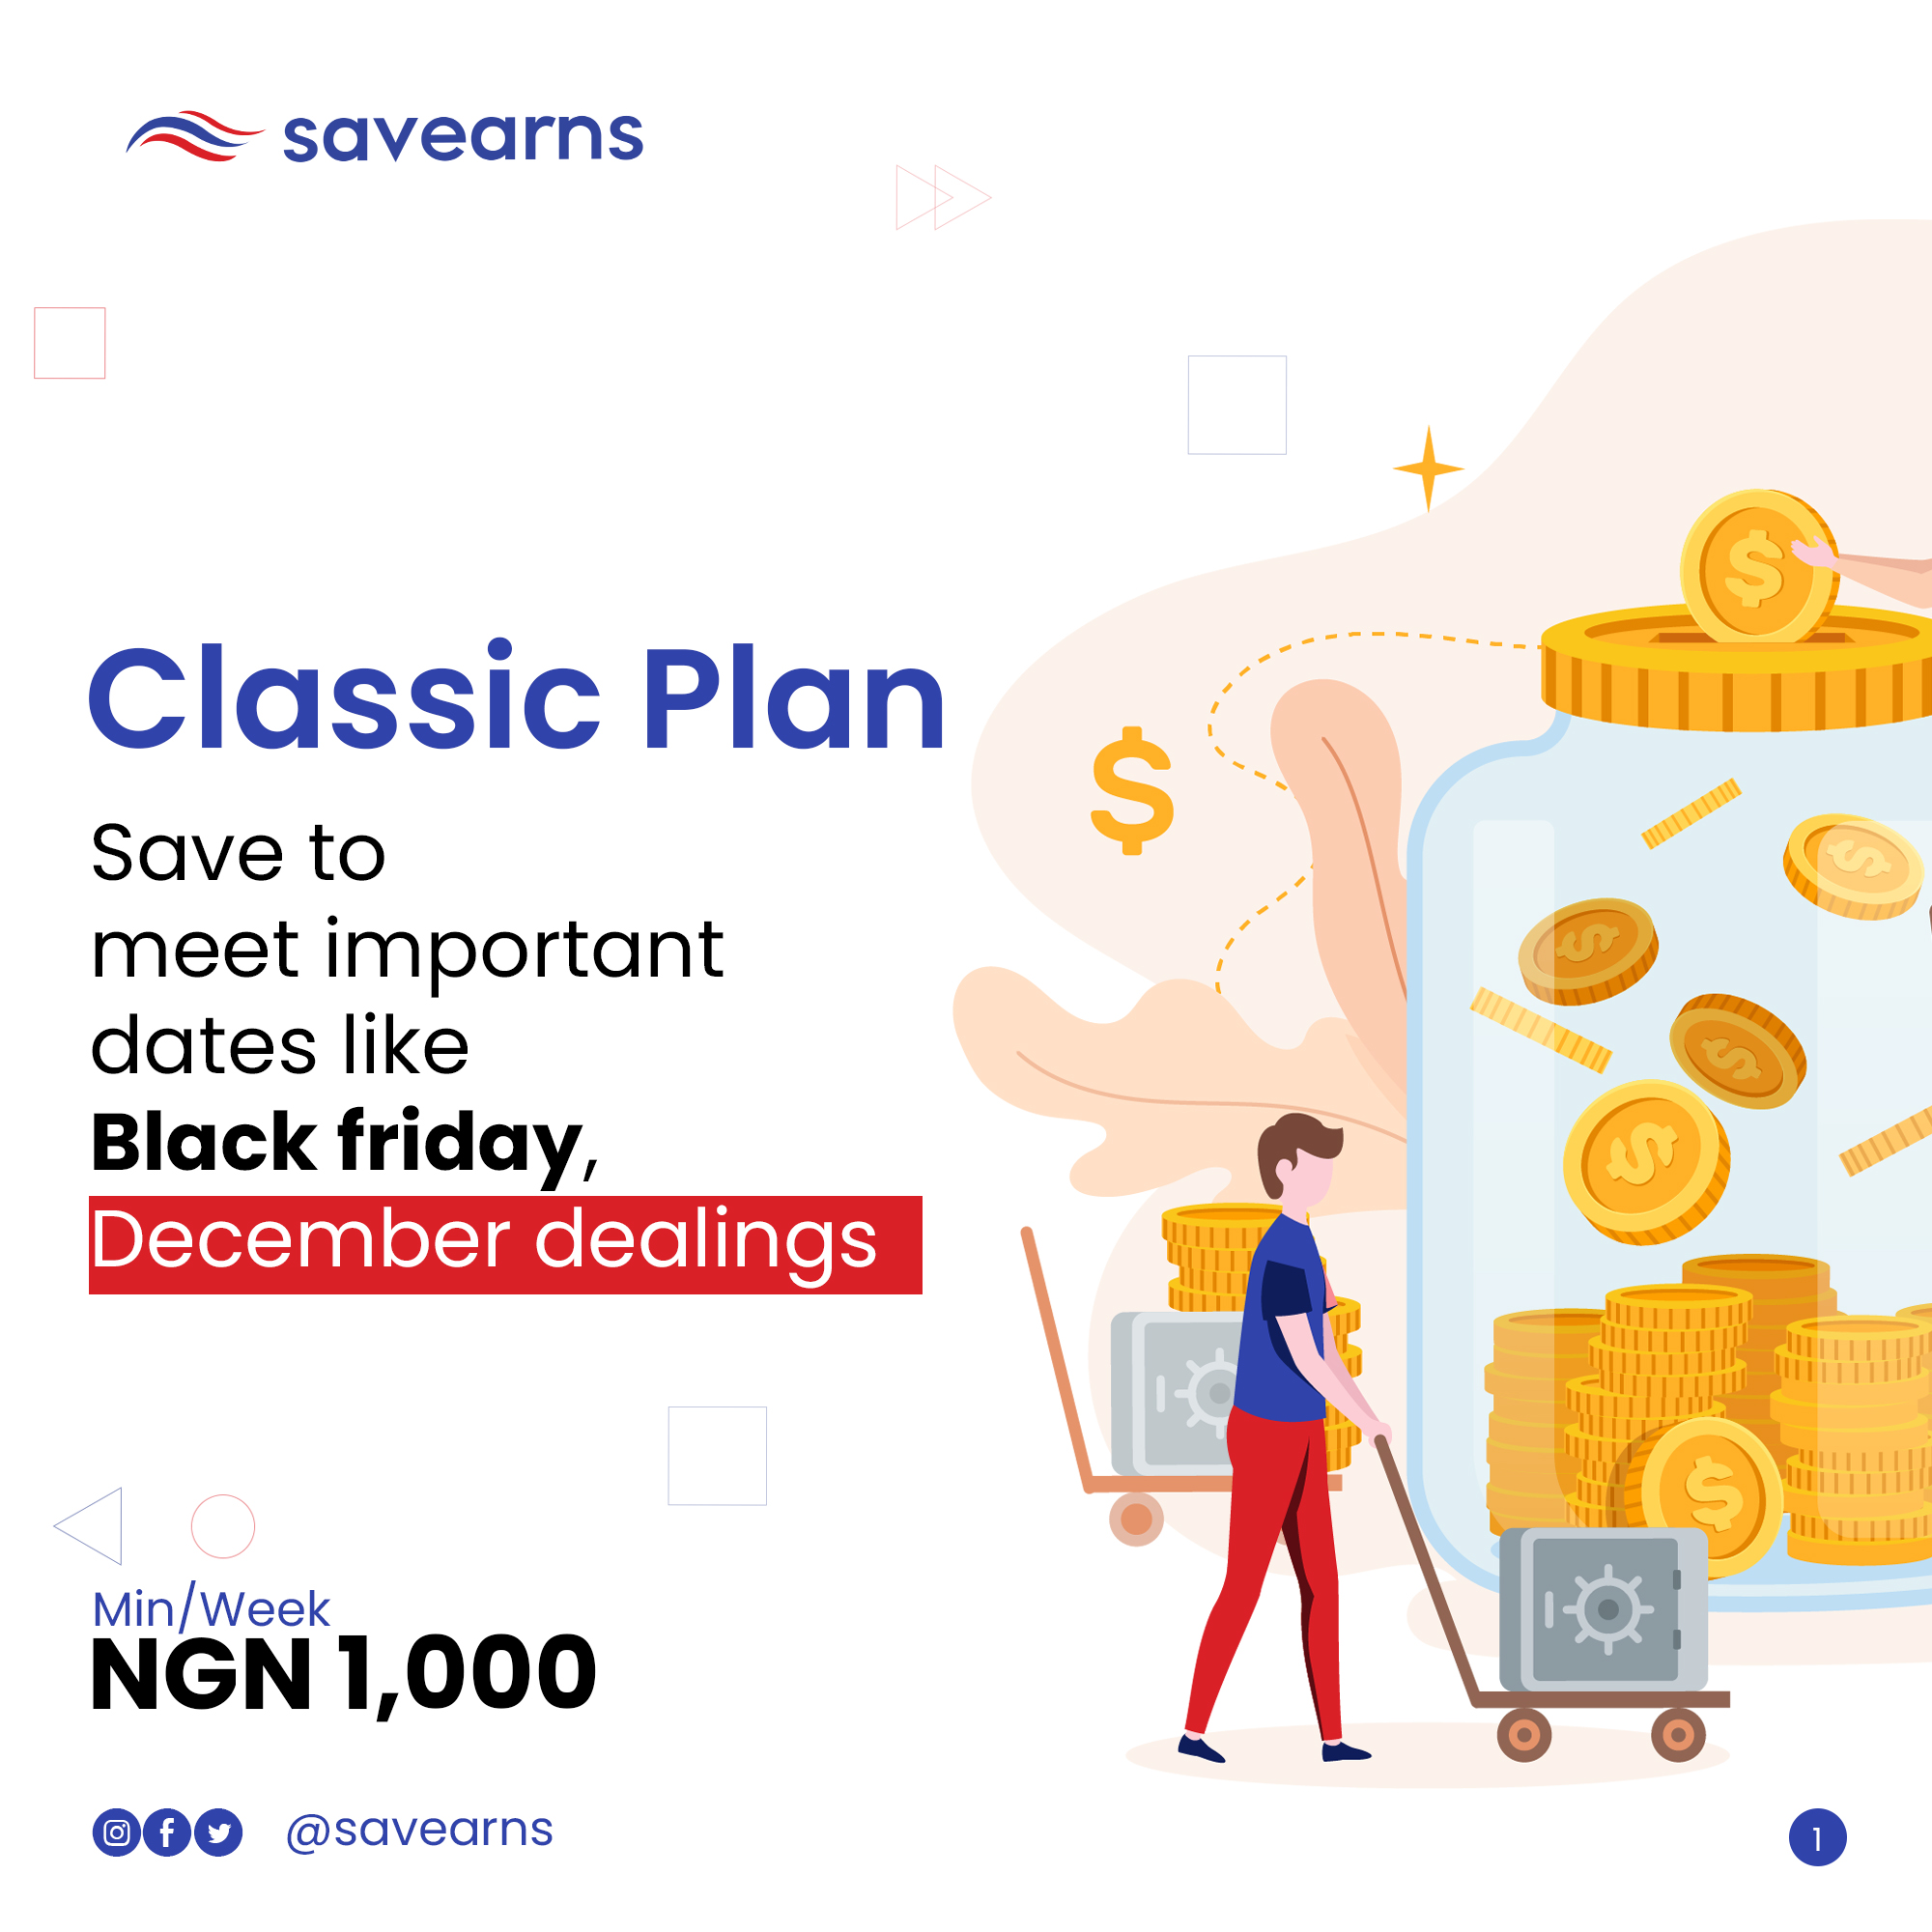 savearns
Classic Plan
Save to
meet important
dates like
Black friday,
December dealings
Min/Week
NGN 1,000
@savearns
1